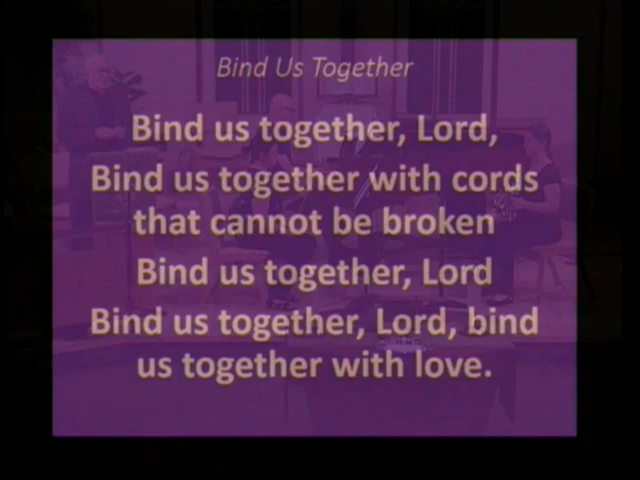 Bind Us Together
Bind us together, Lord,
Bind us together with cords
that cannot be broken
Bind us together, Lord
Bind us together, Lord, bind
us together with love.